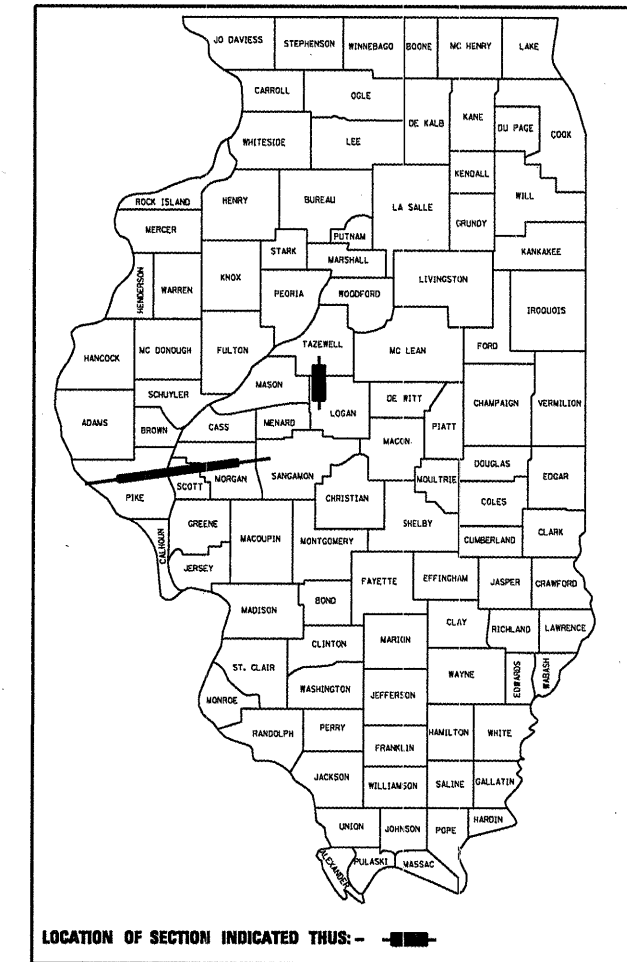 JO DAVIESS STEPHENSON WINNEBAGO BOONE MC HENRY LAKE
CARROLL OGLE
DE KALB KANE DU PAGE COOK
WHITESIDE LEE
KENDALL WILL
ROCK ISLAND HENRY BUREAU LA SALLE GRUNDY
MERCER PUTNAM
STARK MARSHALL KANKAKEE
HENDERSON WARREN KNOX PEORIA WOODFORD LIVINGSTON IROQUOIS
HANCOCK MC DONOUGH FULTON TAZEWELL MC LEAN FORD
MASON
SCHUYLER LOGAN DE WITT CHAMPAIGN VERMILION
ADAMS BROWN CASS MENARD MACON PIATT
PIKE SCOTT MORGAN SANGAMON CHRISTIAN MOULTRIE DOUGLAS EDGAR
COLES
CALHOUN GREENE MACOUPIN MONTGOMERY SHELBY CUMBERLAND CLARK
JERSEY FAYETTE EFFINGHAM JASPER CRAWFORD
MADISON BOND
CLAY RICHLAND LAWRENCE
CLINTON MARION
ST. CLAIR WAYNE EDWARDS WABASH
WASHINGTON JEFFERSON
MONROE
RANDOLPH PERRY HAMILTON WHITE
FRANKLIN
JACKSON WILLIAMSON SALINE GALLATIN
UNION JOHNSON POPE HARDIN
ALEXANDER PULASKI MASSAC
LOCATION OF SECTION INDICATED THUS: -